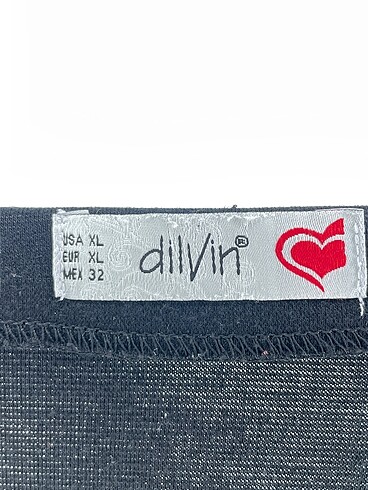 USA XL
EUR XL
MEX 32
dilvin®